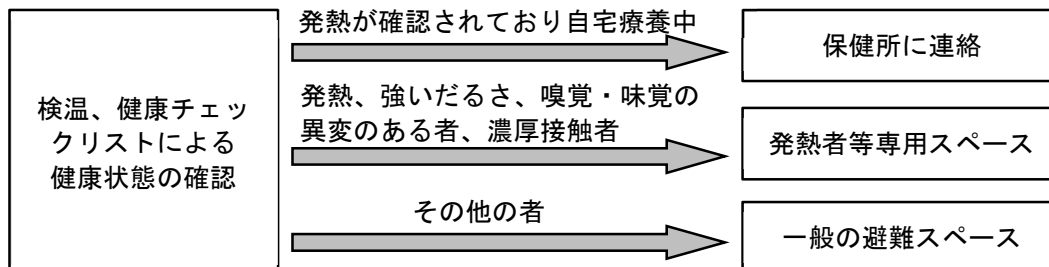 発熱が確認されており自宅療養中
保健所に連絡
検温、健康チェッ
クリストによる
健康状態の確認
発熱、強いだるさ、嗅覚・味覚の
異変のある者、濃厚接触者
発熱者等専用スペース
その他の者
一般の避難スペース